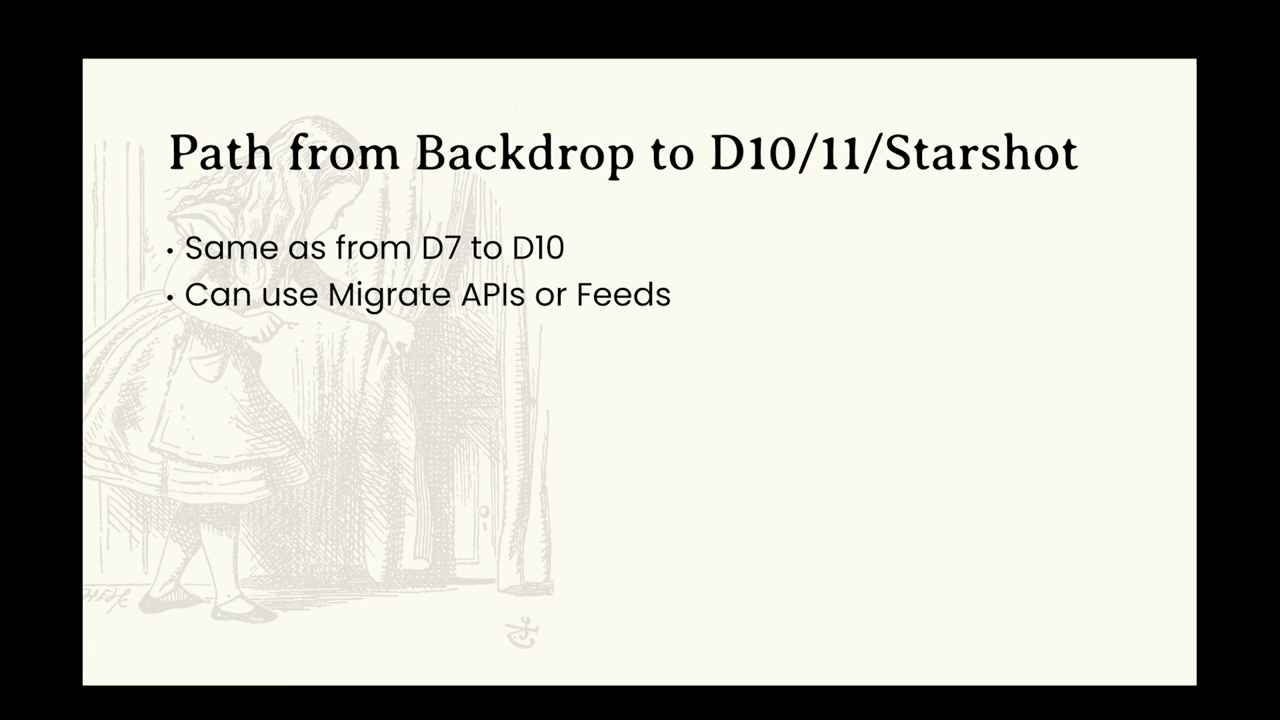 Path from Backdrop to D10/11/Starshot
• Same as from D7 to D10
• Can use Migrate APIs or Feeds